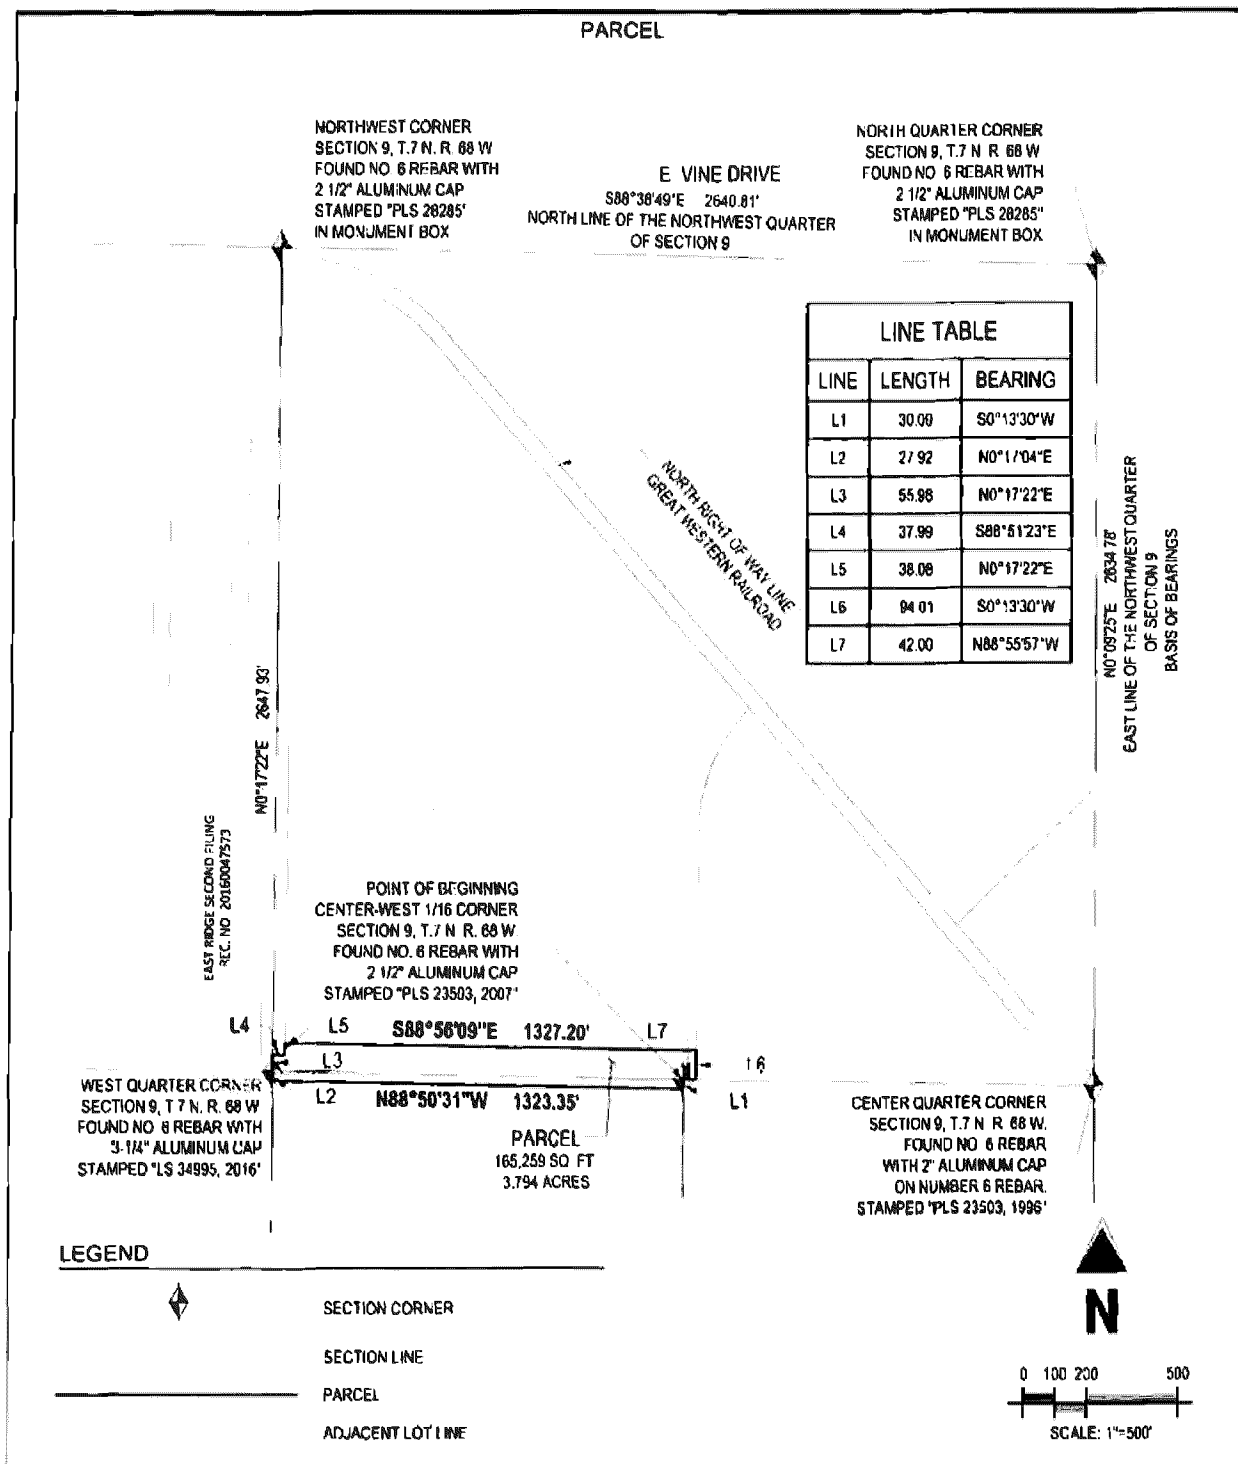 PARCEL
NORTHWEST CORNER
SECTION 9, T.7 N. R. 68 W
FOUND NO. 6 REBAR WITH
2 1/2" ALUMINUM CAP
STAMPED "PLS 28285'
IN MONUMENT BOX
E VINE DRIVE
S88°38'49"E 2640.81'
NORTH LINE OF THE NORTHWEST QUARTER
OF SECTION 9
NORTH QUARTER CORNER
SECTION 9, T.7 N R 68 W
FOUND NO 6 REBAR WITH
2 1/2" ALUMINUM CAP
STAMPED "PLS 28285"
IN MONUMENT BOX
LINE TABLE
LINE LENGTH BEARING
L1 30.00 S0°13'30"W
L2 27.92 N0°17'04"E
L3 55.98 N0°17'22"E
L4 37.99 S88°51'23"E
L5 38.08 N0°17'22"E
L6 94.01 S0°13'30"W
L7 42.00 N88°55'57"W
NORTH RIGHT OF WAY LINE
GREAT WESTERN RAILROAD
N0°09'25"E 2634.78'
EAST LINE OF THE NORTHWEST QUARTER
OF SECTION 9
BASIS OF BEARINGS
N0°17'22"E 2647.93'
EAST RIDGE SECOND FILING
REC. NO 20160047573
POINT OF BEGINNING
CENTER-WEST 1/16 CORNER
SECTION 9, T.7 N R. 68 W.
FOUND NO. 6 REBAR WITH
2 1/2" ALUMINUM CAP
STAMPED "PLS 23503, 2007"
L4 L5 S88°56'09"E 1327.20' L7
L3 L6
L2 N88°50'31"W 1323.35' L1
WEST QUARTER CORNER
SECTION 9, T 7 N. R. 68 W
FOUND NO 6 REBAR WITH
3-1/4" ALUMINUM CAP
STAMPED "LS 34995, 2016'
PARCEL
165,259 SQ FT
3.794 ACRES
CENTER QUARTER CORNER
SECTION 9, T.7 N R 68 W.
FOUND NO 6 REBAR
WITH 2" ALUMINUM CAP
ON NUMBER 6 REBAR.
STAMPED "PLS 23503, 1996'
LEGEND
SECTION CORNER
SECTION LINE
PARCEL
ADJACENT LOT LINE
N
0 100 200 500
SCALE: 1"=500'